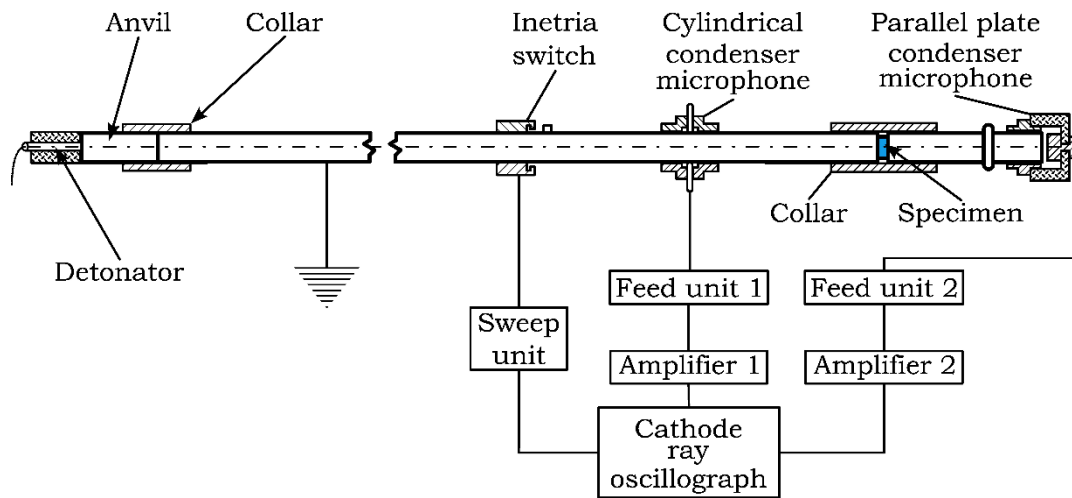 Anvil
Collar
Inetria
switch
Cylindrical
condenser
microphone
Parallel plate
condenser
microphone
Detonator
Collar
Specimen
Feed unit 1
Feed unit 2
Sweep
unit
Amplifier 1
Amplifier 2
Cathode
ray
oscillograph